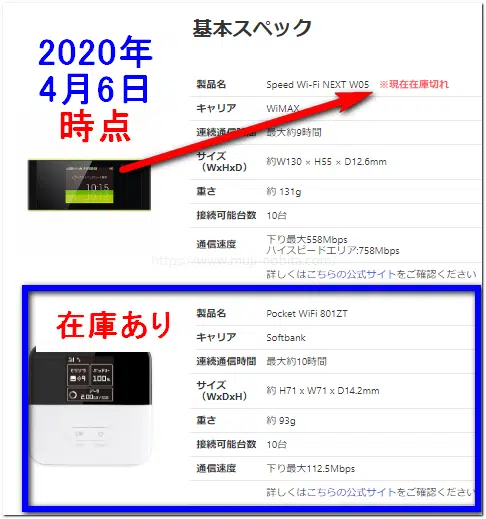 基本スペック
2020年
4月6日
時点
製品名 Speed Wi-Fi NEXT W05 ※現在在庫切れ
キャリア WiMAX
連続通信時間 最大約9時間
サイズ
（WxHxD） 約W130 × H55 × D12.6mm
重さ 約 131g
接続可能台数 10台
通信速度 下り最大558Mbps
ハイスピードエリア:758Mbps
https://www.muji-nobita.com/
詳しくはこちらの公式サイトをご確認ください
10:15
在庫あり
製品名 Pocket WiFi 801ZT
キャリア Softbank
連続通信時間 最大約10時間
サイズ
（WxDxH） 約 H71 x W71 x D14.2mm
重さ 約 93g
接続可能台数 10台
通信速度 下り最大112.5Mbps
詳しくはこちらの公式サイトをご確認ください
バッテリー
100%